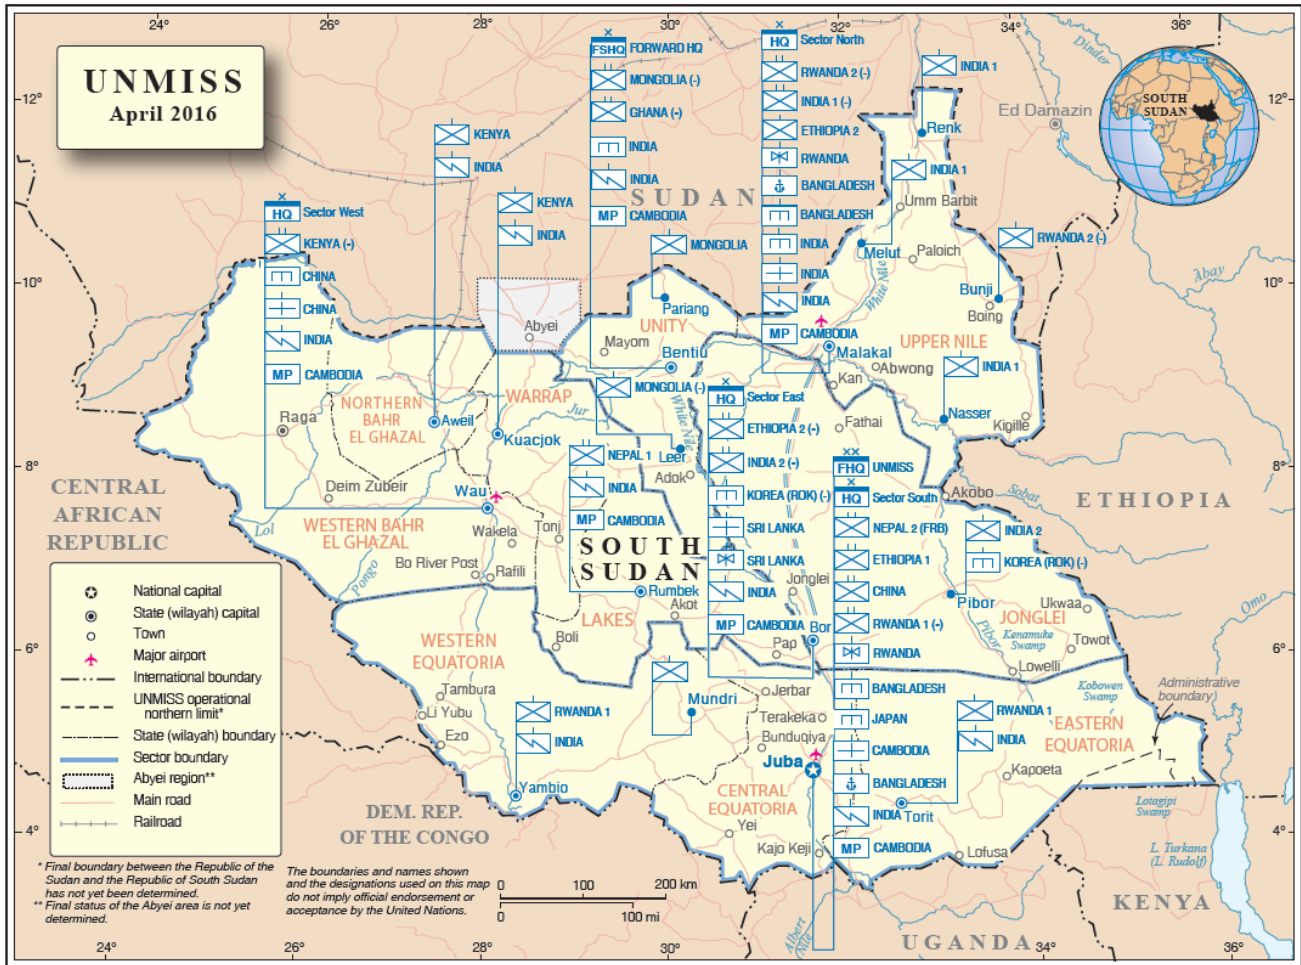 UNMISS
April 2016
26°
28°
30°
32°
34°
36°
12°
10°
8°
6°
4°
12°
10°
8°
6°
4°
24°
26°
28°
30°
34°
36°
SUDAN
SOUTH
SUDAN
Ed Damazin
Dinder
Abay
KENYA
INDIA
KENYA
INDIA
HQ Sector West
KENYA (-)
CHINA
CHINA
INDIA
MP CAMBODIA
FSHQ FORWARD HQ
MONGOLIA (-)
GHANA (-)
INDIA
INDIA
MP CAMBODIA
MONGOLIA
HQ Sector North
RWANDA 2 (-)
INDIA 1 (-)
ETHIOPIA 2
RWANDA
BANGLADESH
BANGLADESH
INDIA
INDIA
INDIA
MP CAMBODIA
INDIA 1
Renk
INDIA 1
Umm Barbit
Melut
Paloich
White Nile
RWANDA 2 (-)
Bunji
Boing
Abyei
Pariang
UNITY
Mayom
Bentiu
Malakal
UPPER NILE
Kan
Abwong
INDIA 1
Nasser
Kigille
Fathai
NORTHERN
BAHR
EL GHAZAL
Aweil
WARRAP
Jur
Kuacjok
Raga
Deim Zubeir
Wau
WESTERN BAHR
EL GHAZAL
Lol
Pongo
Wakela
Tonj
Bo River Post
Rafili
MONGOLIA (-)
White Nile
Leer
Adok
NEPAL 1
INDIA
MP CAMBODIA
SOUTH
SUDAN
Rumbek
Akot
LAKES
Boli
HQ Sector East
ETHIOPIA 2 (-)
INDIA 2 (-)
KOREA (ROK) (-)
SRI LANKA
SRI LANKA
INDIA
MP CAMBODIA
Jonglei
Bor
Pap
FHQ UNMISS
HQ Sector South
NEPAL 2 (FRB)
ETHIOPIA 1
CHINA
RWANDA 1 (-)
RWANDA
BANGLADESH
JAPAN
CAMBODIA
BANGLADESH
INDIA
MP CAMBODIA
Akobo
Sobat
INDIA 2
KOREA (ROK) (-)
Pibor
Pibor
JONGLEI
Ukwaa
Kenamuke
Swamp
Towot
Lowelli
Kobowen
Swamp
Administrative
boundary
Omo
ETHIOPIA
CENTRAL
AFRICAN
REPUBLIC
WESTERN
EQUATORIA
Tambura
Li Yubu
Ezo
RWANDA 1
INDIA
Yambio
Mundri
Jerbar
Terakeka
Bunduqiya
Juba
CENTRAL
EQUATORIA
Yei
Kajo Keji
RWANDA 1
INDIA
Torit
EASTERN
EQUATORIA
Kapoeta
Lofusa
Lotagipi
Swamp
L. Turkana
(L. Rudolf)
KENYA
UGANDA
Albert
Nile
DEM. REP.
OF THE CONGO
National capital
State (wilayah) capital
Town
Major airport
International boundary
UNMISS operational
northern limit*
State (wilayah) boundary
Sector boundary
Abyei region**
Main road
Railroad
* Final boundary between the Republic of the
Sudan and the Republic of South Sudan
has not yet been determined.
** Final status of the Abyei area is not yet
determined.
The boundaries and names shown
and the designations used on this map
do not imply official endorsement or
acceptance by the United Nations.
0 100 200 km
0 100 mi